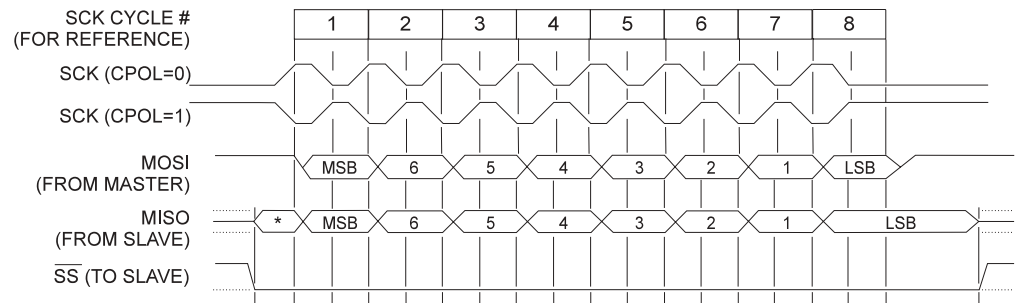 SCK CYCLE # 1 2 3 4 5 6 7 8
(FOR REFERENCE)
SCK (CPOL=0)
SCK (CPOL=1)
MOSI MSB 6 5 4 3 2 1 LSB
(FROM MASTER)
MISO * MSB 6 5 4 3 2 1 LSB
(FROM SLAVE)
SS (TO SLAVE)